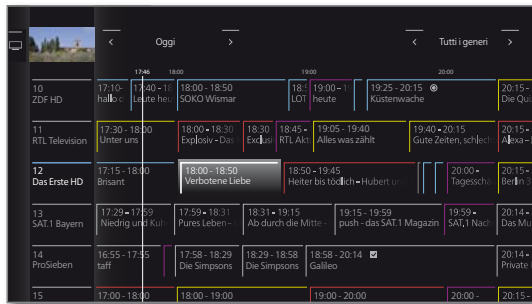 Oggi
Tutti i generi
17:46 18:00 19:00 20:00
10 17:10- 17:40 - 18 18:00 - 18:50 18: 19:00 - 1 19:25 - 20:15 20:15-
ZDF HD hallo Leute heu SOKO Wismar LOT heute Küstenwache Die Qui
11 17:30 - 18:00 18:00 - 18:30 18:30 18:45 - 19:05 - 19:40 19:40 - 20:15 20:15-
RTL Television Unter uns Explosiv - Das Exclusi RTL Akt Alles was zählt Gute Zeiten, schlech Alexa -
12 17:15 - 18:00 18:00 - 18:50 18:50 - 19:45 20:00 - 20:15-
Das Erste HD Brisant Verbotene Liebe Heiter bis tödlich - Hubert un Tagesscha Berlin 3
13 17:29 - 17:59 17:59 - 18:31 18:31 - 19:15 19:15 - 19:59 19:59 - 20:14-
SAT.1 Bayern Niedrig und Kuh Pures Leben - Ab durch die Mitte - push - das SAT.1 Magazin SAT,1 Nach Das Mu
14 16:55 - 17:55 17:58 - 18:29 18:29 - 18:58 18:58 - 20:14 20:14-
ProSieben taff Die Simpsons Die Simpsons Galileo Private
15 17:00 - 18:00 18:00 - 19:00 19:00 - 20:00 20:00 - 20:15-